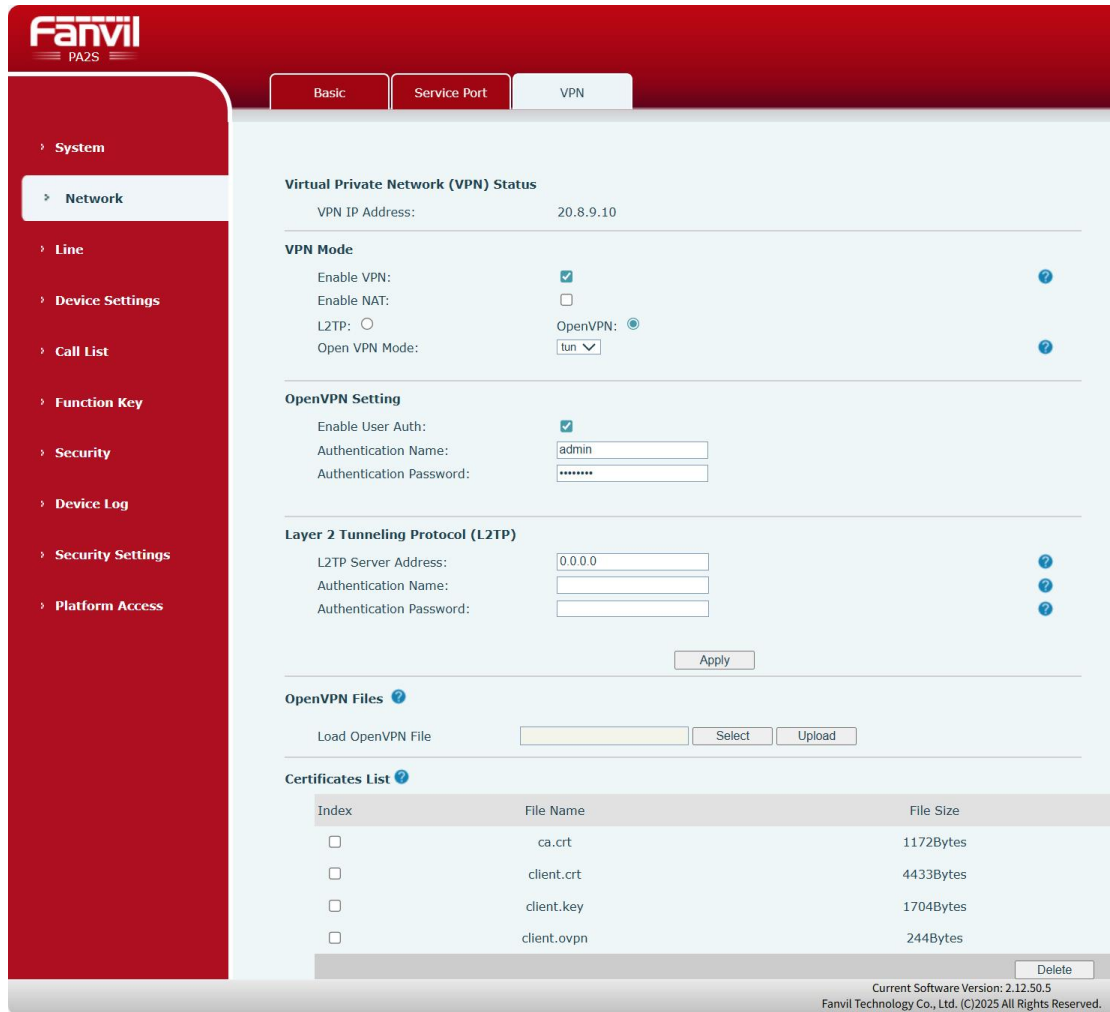 Fanvil
PA2S
Basic Service Port VPN
System
Network
Line
Device Settings
Call List
Function Key
Security
Device Log
Security Settings
Platform Access
Virtual Private Network (VPN) Status
VPN IP Address: 20.8.9.10
VPN Mode
Enable VPN:
Enable NAT:
L2TP: OpenVPN:
Open VPN Mode: tun
OpenVPN Setting
Enable User Auth:
Authentication Name: admin
Authentication Password: ••••••••
Layer 2 Tunneling Protocol (L2TP)
L2TP Server Address: 0.0.0.0
Authentication Name:
Authentication Password:
Apply
OpenVPN Files ?
Load OpenVPN File Select Upload
Certificates List ?
Index File Name File Size
ca.crt 1172Bytes
client.crt 4433Bytes
client.key 1704Bytes
client.ovpn 244Bytes
Delete
Current Software Version: 2.12.50.5
Fanvil Technology Co., Ltd. (C)2025 All Rights Reserved.